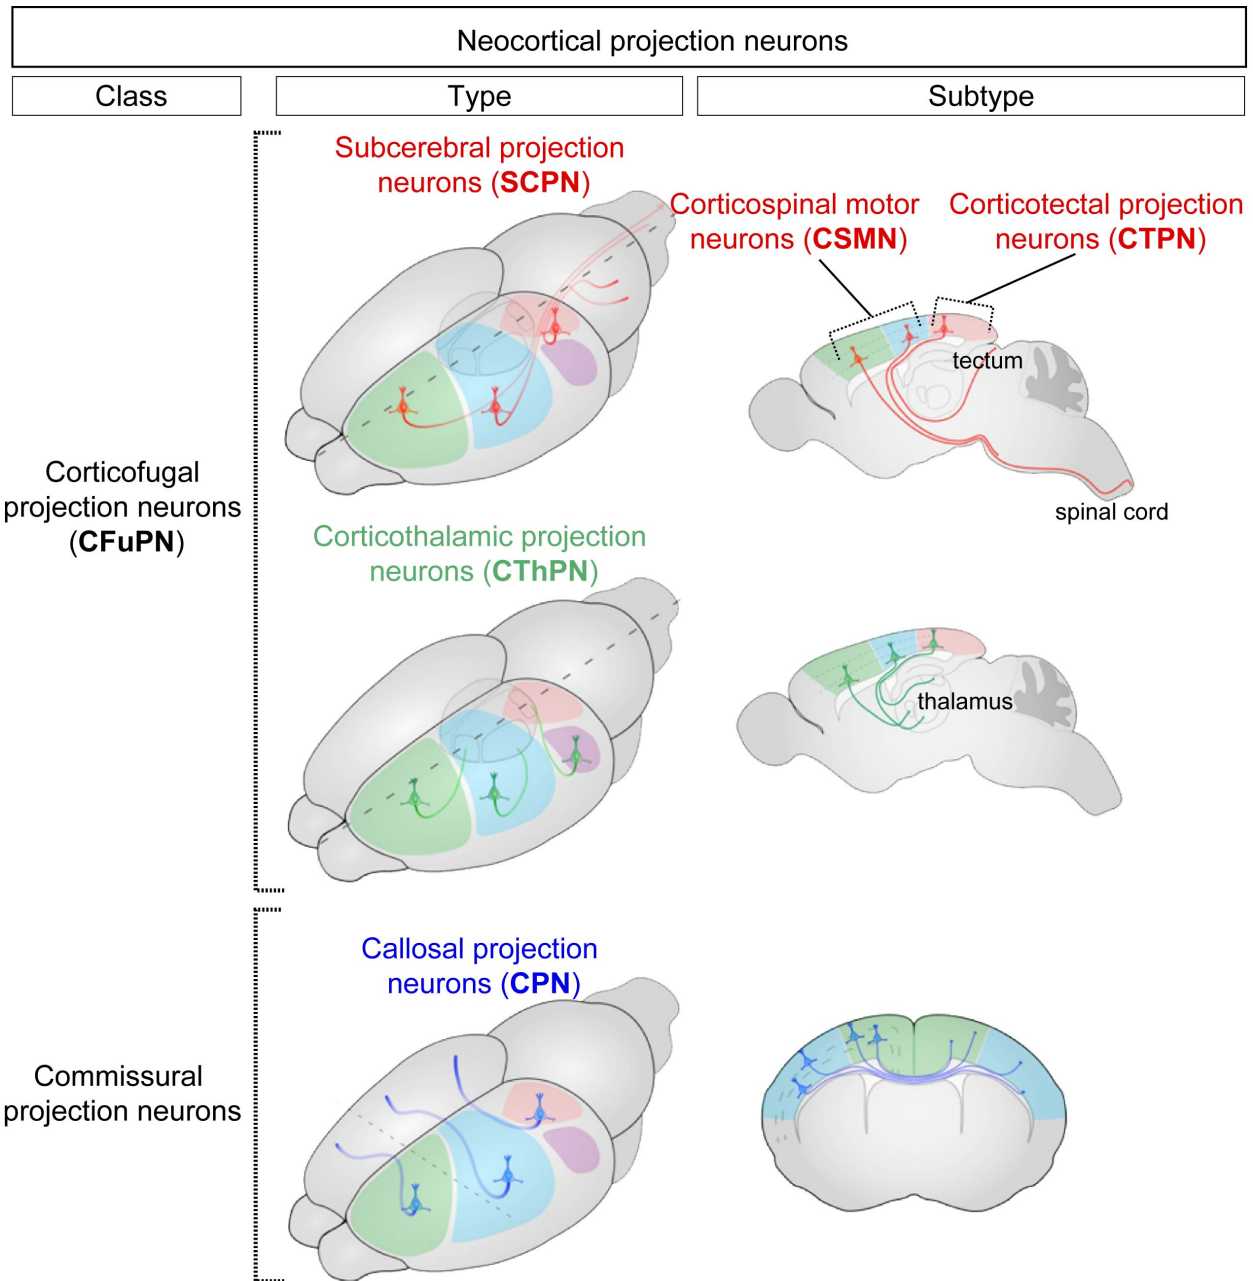 Neocortical projection neurons
Class
Type
Subtype
Subcerebral projection
neurons (SCPN)
Corticospinal motor
neurons (CSMN)
Corticotectal projection
neurons (CTPN)
tectum
spinal cord
Corticofugal
projection neurons
(CFuPN)
Corticothalamic projection
neurons (CThPN)
thalamus
Callosal projection
neurons (CPN)
Commissural
projection neurons